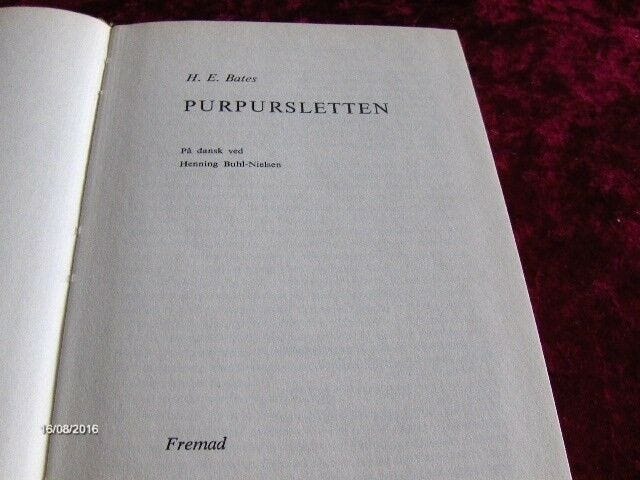 H. E. Bates
PURPURSLETTEN
På dansk ved
Henning Buhl-Nielsen
Fremad
16/08/2016